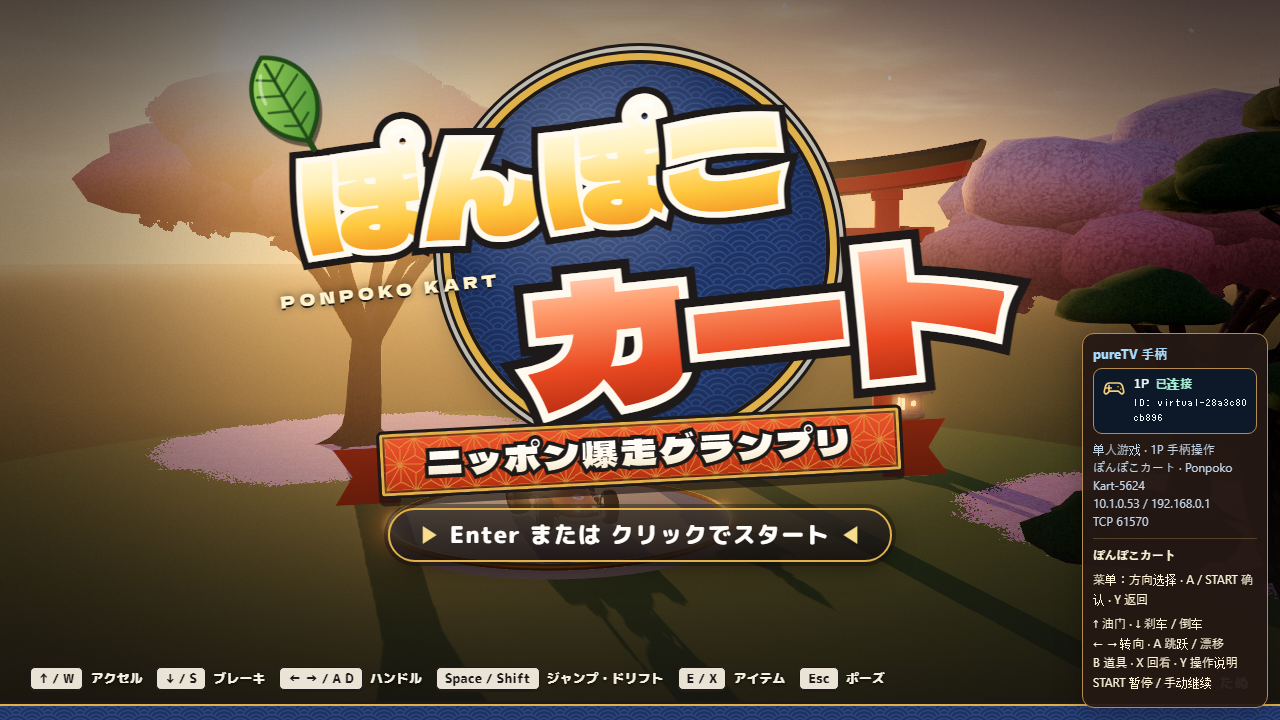 ぽんぽこ
カート
PONPOKO KART
ニッポン爆走グランプリ
▶ Enter または クリックでスタート ◀
↑ / W アクセル ↓ / S ブレーキ ← → / A D ハンドル Space / Shift ジャンプ・ドリフト E / X アイテム Esc ポーズ
pureTV 手柄
1P 已连接
ID: virtual-28a3c80
cb896
单人游戏 · 1P 手柄操作
ぽんぽこカート · Ponpoko
Kart-5624
10.1.0.53 / 192.168.0.1
TCP 61570
ぽんぽこカート
菜单：方向选择 · A / START 确
认 · Y 返回
↑ 油门 · ↓ 刹车 / 倒车
← → 转向 · A 跳跃 / 漂移
B 道具 · X 回看 · Y 操作说明
START 暂停 / 手动继续